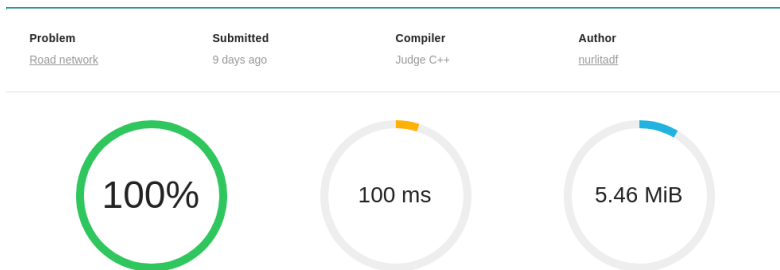 Problem Submitted Compiler Author
Road network 9 days ago Judge C++ nurlitadf
100% 100 ms 5.46 MiB